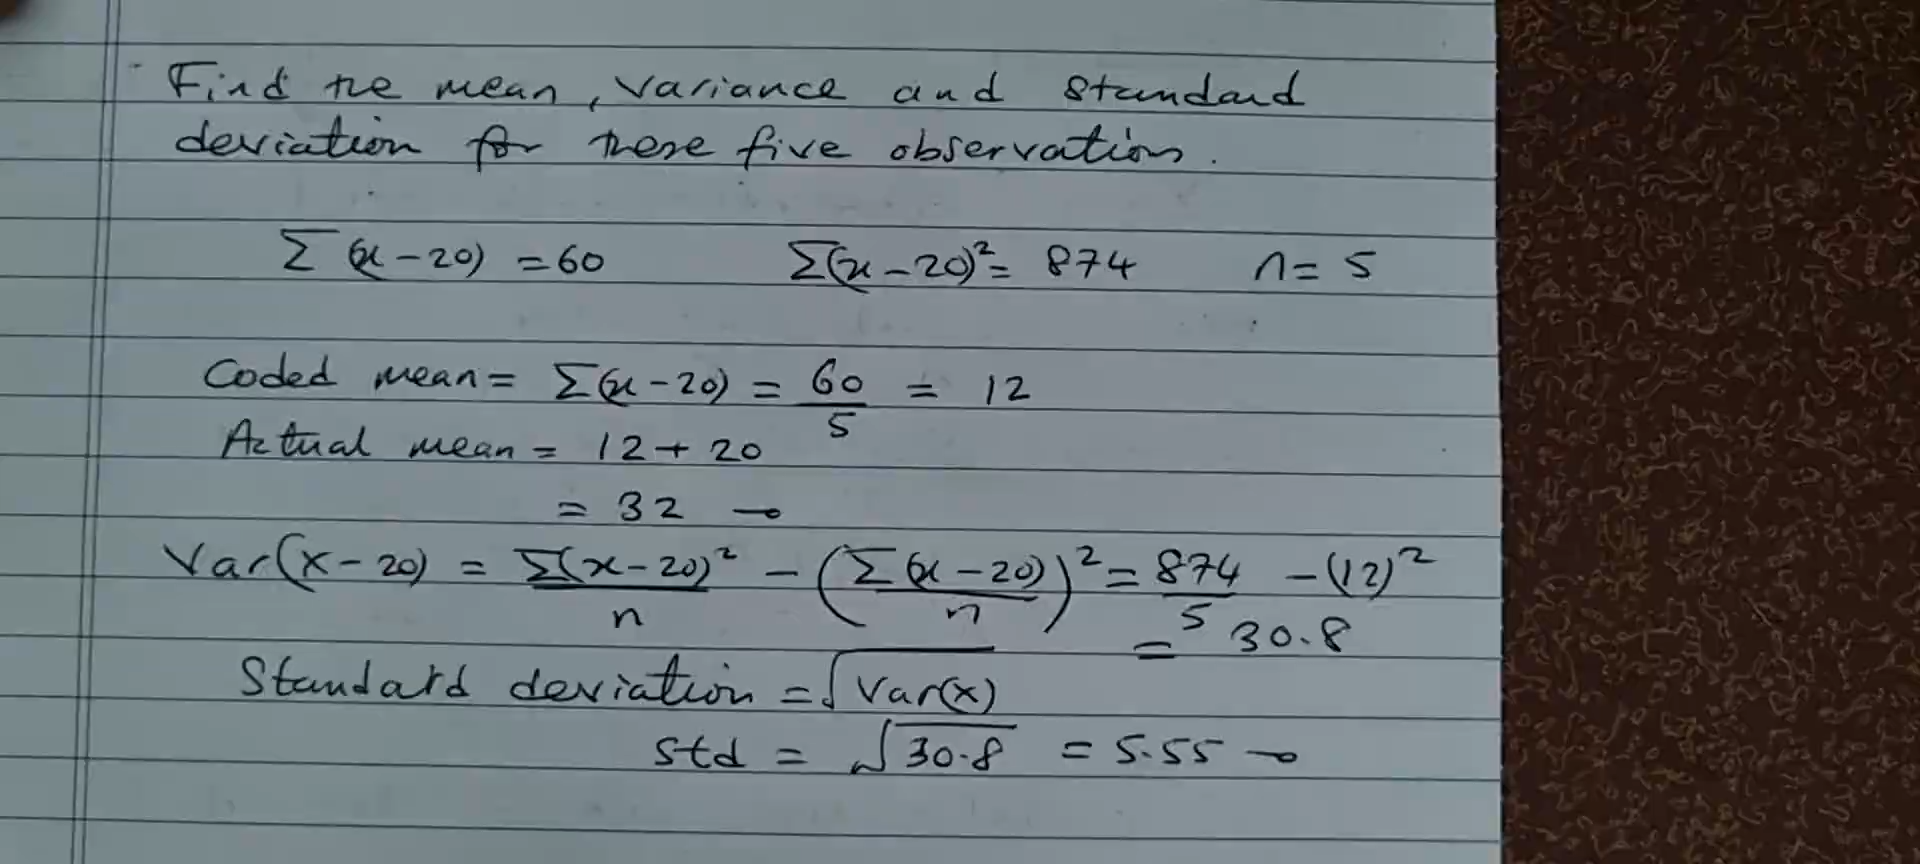 Find the mean, variance and standard
deviation for these five observations.
Σ(x-20) = 60 Σ(x-20)² = 874 n = 5
Coded mean = Σ(x-20) = 60/5 = 12
Actual mean = 12 + 20
= 32
Var(x-20) = Σ(x-20)²/n - (Σ(x-20)/n)² = 874/5 - (12)²
= 30.8
Standard deviation = √Var(x)
std = √30.8 = 5.55